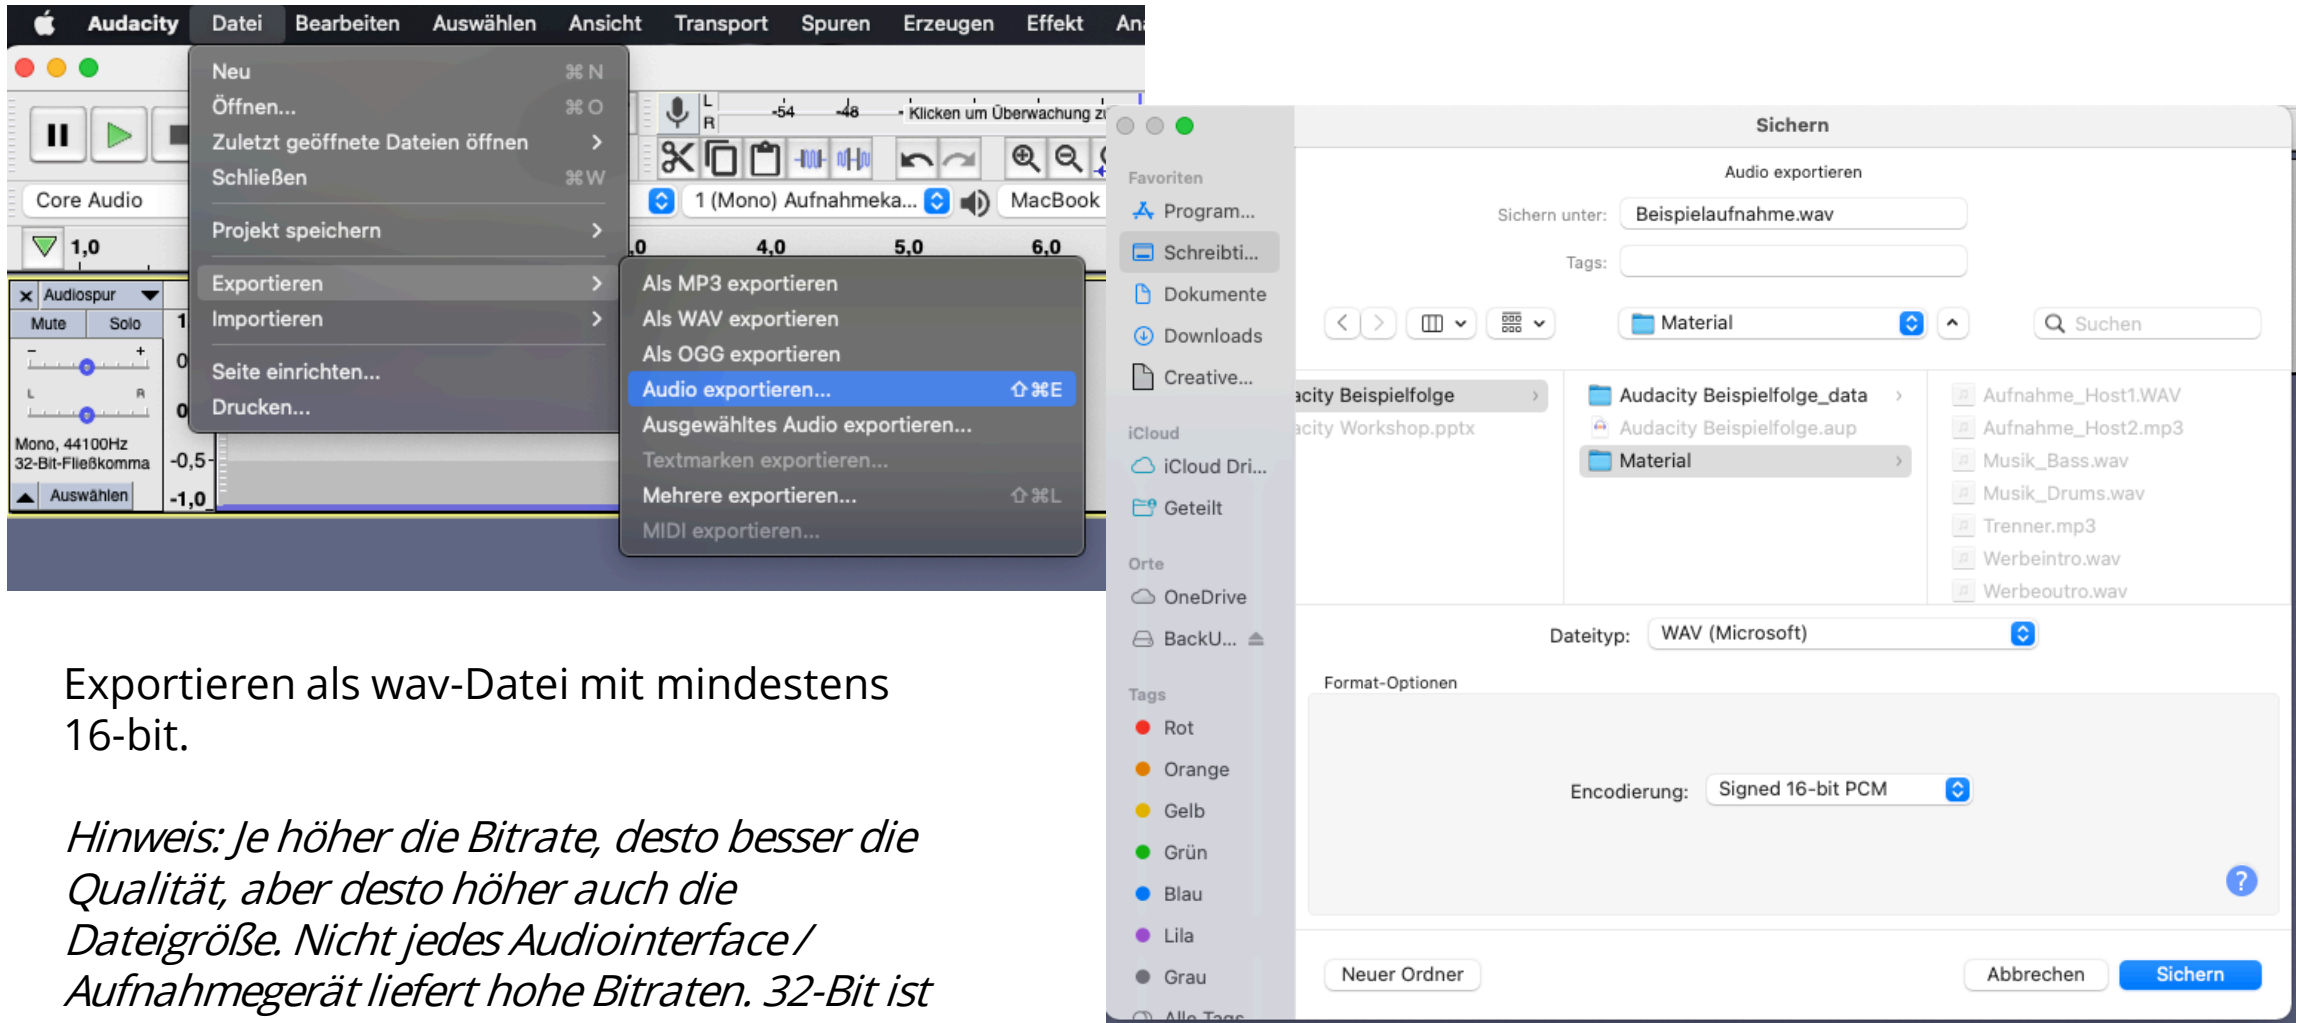 Audacity Datei Bearbeiten Auswählen Ansicht Transport Spuren Erzeugen Effekt
Neu ⌘ N
Öffnen... ⌘ O
Zuletzt geöffnete Dateien öffnen >
Schließen ⌘ W
Projekt speichern >
Exportieren >
Importieren >
Seite einrichten...
Drucken...
L
R
-54 -48 - Klicken um Überwachung
Core Audio
1 (Mono) Aufnahmeka...
MacBook
1,0
,0 4,0 5,0 6,0
Als MP3 exportieren
Als WAV exportieren
Als OGG exportieren
Audio exportieren... ⇧⌘E
Ausgewähltes Audio exportieren...
Textmarken exportieren...
Mehrere exportieren... ⇧⌘L
MIDI exportieren...
Audiospur
Mute Solo
- +
L R
Mono, 44100Hz
32-Bit-Fließkomma
Auswählen
-0,5
-1,0
Exportieren als wav-Datei mit mindestens
16-bit.
Hinweis: Je höher die Bitrate, desto besser die
Qualität, aber desto höher auch die
Dateigröße. Nicht jedes Audiointerface /
Aufnahmegerät liefert hohe Bitraten. 32-Bit ist
Sichern
Audio exportieren
Sichern unter: Beispielaufnahme.wav
Tags:
Material
Suchen
Favoriten
Program...
Schreibti...
Dokumente
Downloads
Creative...
iCloud
iCloud Dri...
Geteilt
Orte
OneDrive
BackU...
Tags
Rot
Orange
Gelb
Grün
Blau
Lila
Grau
Alle Tags
acity Beispielfolge
acity Workshop.pptx
Audacity Beispielfolge_data
Audacity Beispielfolge.aup
Material
Aufnahme_Host1.WAV
Aufnahme_Host2.mp3
Musik_Bass.wav
Musik_Drums.wav
Trenner.mp3
Werbeintro.wav
Werbeoutro.wav
Dateityp: WAV (Microsoft)
Format-Optionen
Encodierung: Signed 16-bit PCM
?
Neuer Ordner
Abbrechen
Sichern